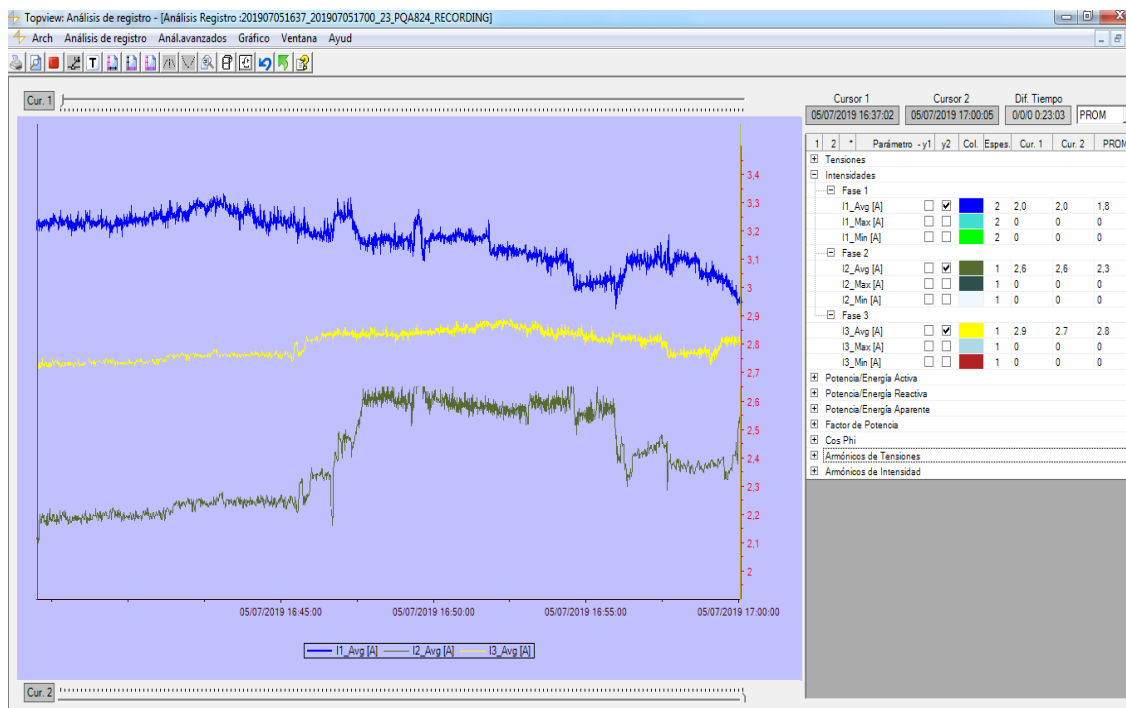 Topview: Análisis de registro - [Análisis Registro :201907051637_201907051700_23_PQA824_RECORDING]
Arch Análisis de registro Anál.avanzados Gráfico Ventana Ayud
T
Cur. 1
Cursor 1 Cursor 2 Dif. Tiempo
05/07/2019 16:37:02 05/07/2019 17:00:05 0/0/0 0:23:03 PROM
1 2 * Parámetro - y1 y2 Col. Espes. Cur. 1 Cur. 2 PROM
Tensiones
Intensidades
Fase 1
I1_Avg [A] 2 2,0 2,0 1,8
I1_Max [A] 2 0 0 0
I1_Min [A] 2 0 0 0
Fase 2
I2_Avg [A] 1 2,6 2,6 2,3
I2_Max [A] 1 0 0 0
I2_Min [A] 1 0 0 0
Fase 3
I3_Avg [A] 1 2.9 2.7 2.8
I3_Max [A] 1 0 0 0
I3_Min [A] 1 0 0 0
Potencia/Energía Activa
Potencia/Energía Reactiva
Potencia/Energía Aparente
Factor de Potencia
Cos Phi
Armónicos de Tensiones
Armónicos de Intensidad
3,4
3,3
3,2
3,1
3
2,9
2,8
2,7
2,6
2,5
2,4
2,3
2,2
2,1
2
05/07/2019 16:45:00 05/07/2019 16:50:00 05/07/2019 16:55:00 05/07/2019 17:00:00
I1_Avg [A] I2_Avg [A] I3_Avg [A]
Cur. 2